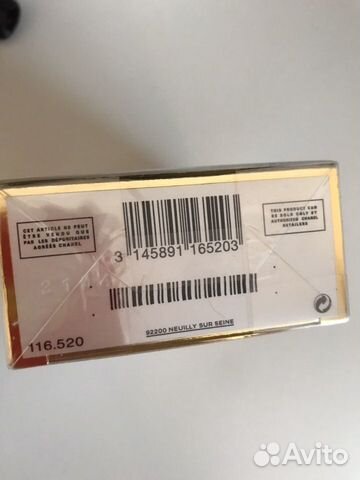 CET ARTICLE NE PEUT
ÊTRE VENDU QUE
PAR LES DÉPOSITAIRES
AGRÉÉS CHANEL
THIS PRODUCT CAN
BE SOLD ONLY BY
AUTHORIZED CHANEL
RETAILERS
3 145891 165203
92200 NEUILLY SUR SEINE
116.520
Avito